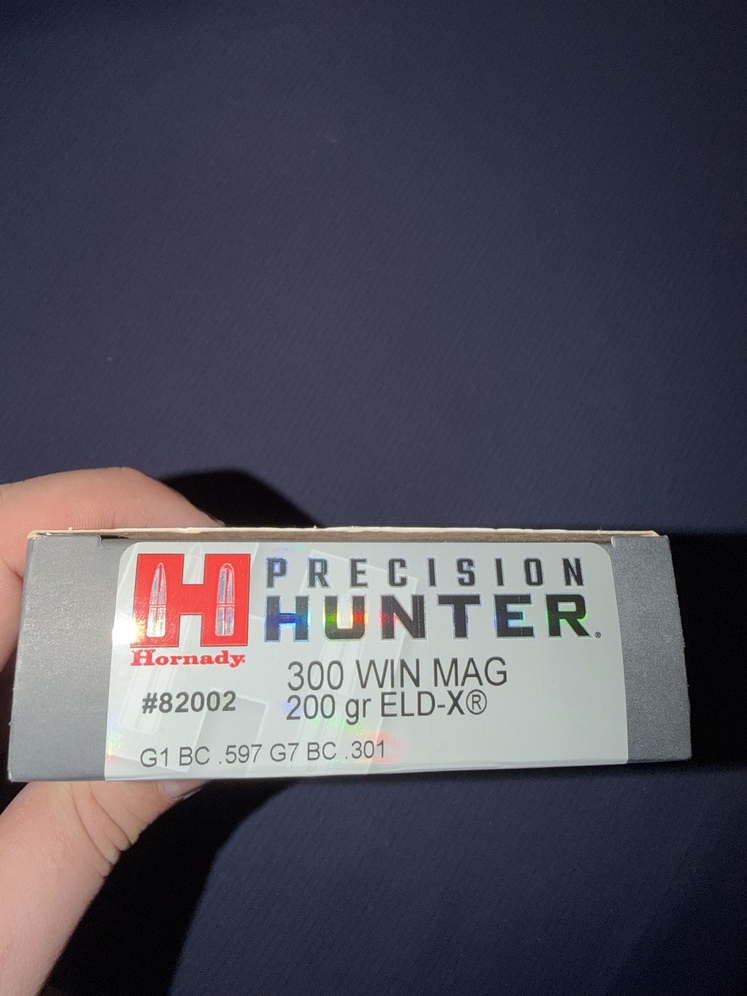 PRECISION
HUNTER.
Hornady.
300 WIN MAG
#82002
200 gr ELD-X®
G1 BC .597 G7 BC .301